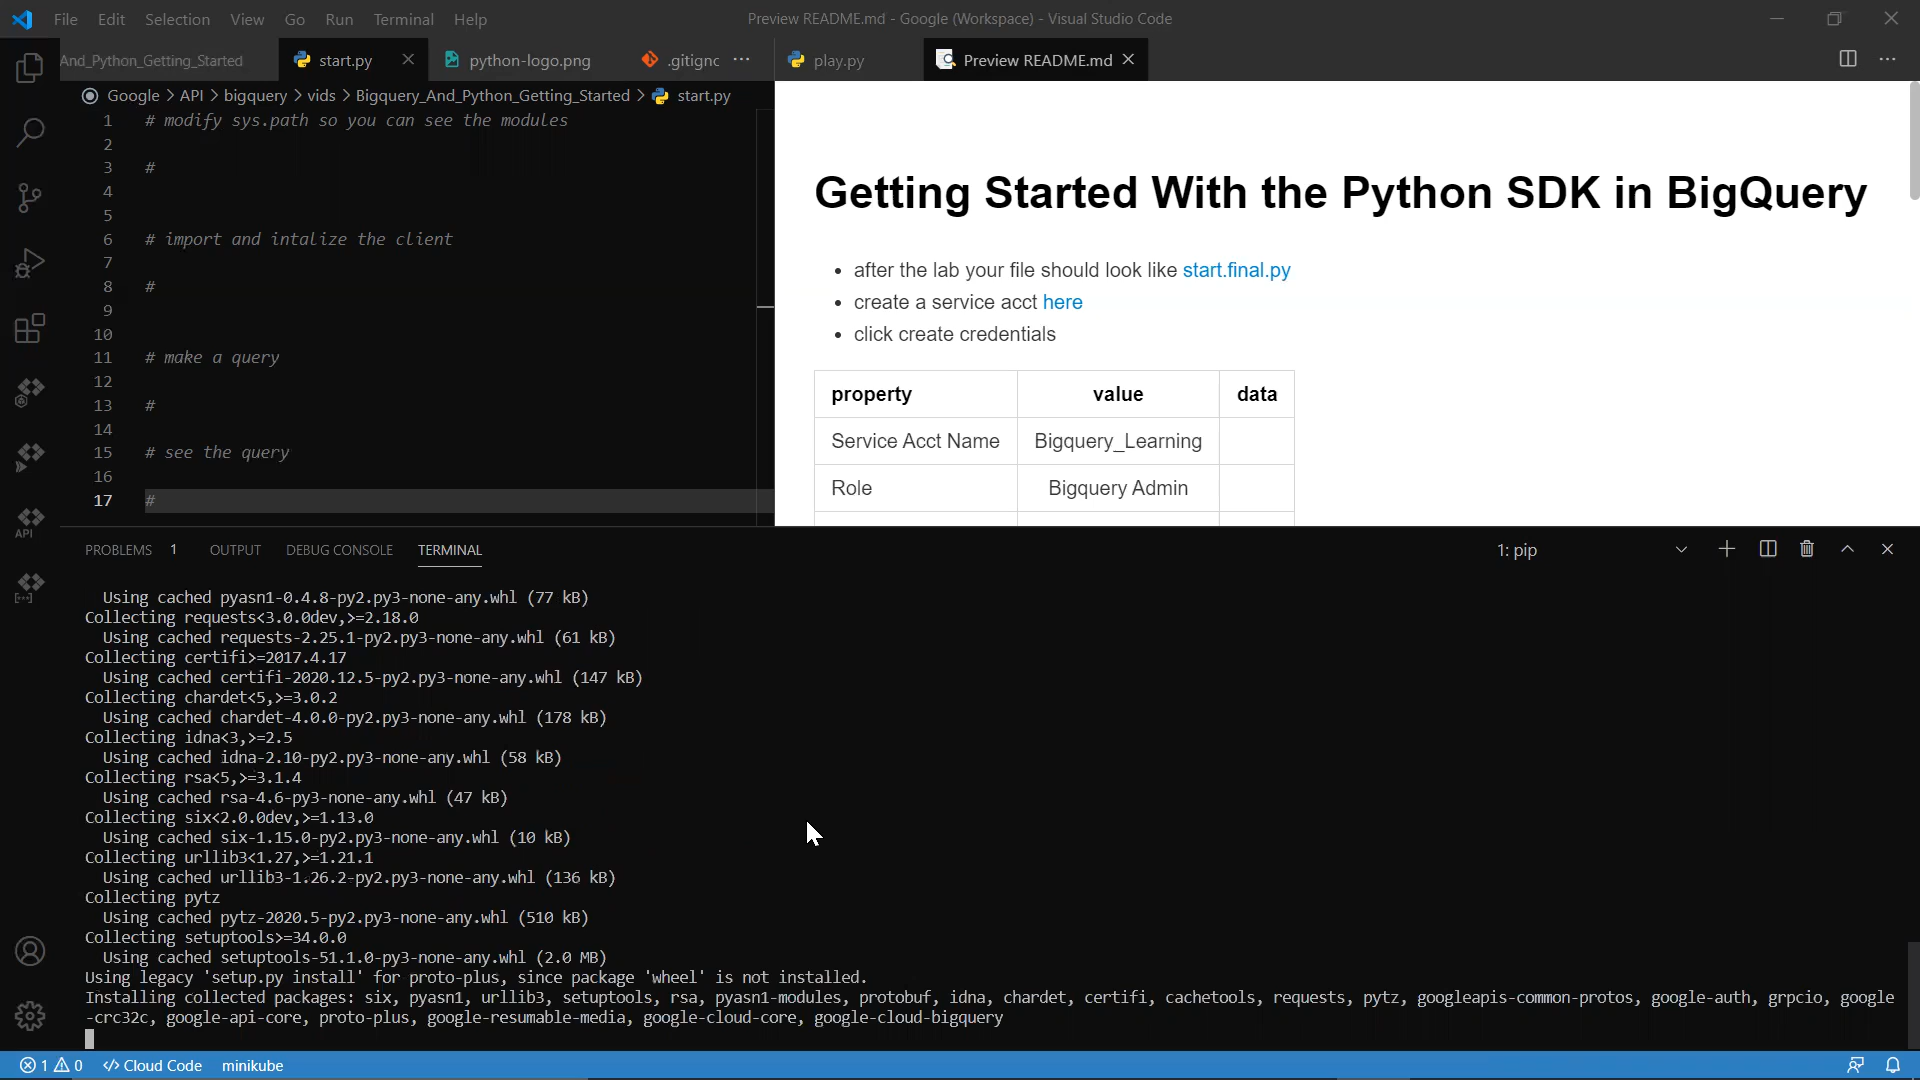 File Edit Selection View Go Run Terminal Help
Preview README.md - Google (Workspace) - Visual Studio Code
And_Python_Getting_Started
start.py
python-logo.png
.gitignc
play.py
Preview README.md
Google > API > bigquery > vids > Bigquery_And_Python_Getting_Started > start.py
1 # modify sys.path so you can see the modules
2
3 #
4
5
6 # import and intalize the client
7
8 #
9
10
11 # make a query
12
13 #
14
15 # see the query
16
17 #
Getting Started With the Python SDK in BigQuery
• after the lab your file should look like start.final.py
• create a service acct here
• click create credentials
property value data
Service Acct Name Bigquery_Learning
Role Bigquery Admin
API
PROBLEMS 1 OUTPUT DEBUG CONSOLE TERMINAL
1: pip
Using cached pyasn1-0.4.8-py2.py3-none-any.whl (77 kB)
Collecting requests<3.0.0dev,>=2.18.0
Using cached requests-2.25.1-py2.py3-none-any.whl (61 kB)
Collecting certifi>=2017.4.17
Using cached certifi-2020.12.5-py2.py3-none-any.whl (147 kB)
Collecting chardet<5,>=3.0.2
Using cached chardet-4.0.0-py2.py3-none-any.whl (178 kB)
Collecting idna<3,>=2.5
Using cached idna-2.10-py2.py3-none-any.whl (58 kB)
Collecting rsa<5,>=3.1.4
Using cached rsa-4.6-py3-none-any.whl (47 kB)
Collecting six<2.0.0dev,>=1.13.0
Using cached six-1.15.0-py2.py3-none-any.whl (10 kB)
Collecting urllib3<1.27,>=1.21.1
Using cached urllib3-1.26.2-py2.py3-none-any.whl (136 kB)
Collecting pytz
Using cached pytz-2020.5-py2.py3-none-any.whl (510 kB)
Collecting setuptools>=34.0.0
Using cached setuptools-51.1.0-py3-none-any.whl (2.0 MB)
Using legacy 'setup.py install' for proto-plus, since package 'wheel' is not installed.
Installing collected packages: six, pyasn1, urllib3, setuptools, rsa, pyasn1-modules, protobuf, idna, chardet, certifi, cachetools, requests, pytz, googleapis-common-protos, google-auth, grpcio, google
-crc32c, google-api-core, proto-plus, google-resumable-media, google-cloud-core, google-cloud-bigquery
1 0 Cloud Code minikube